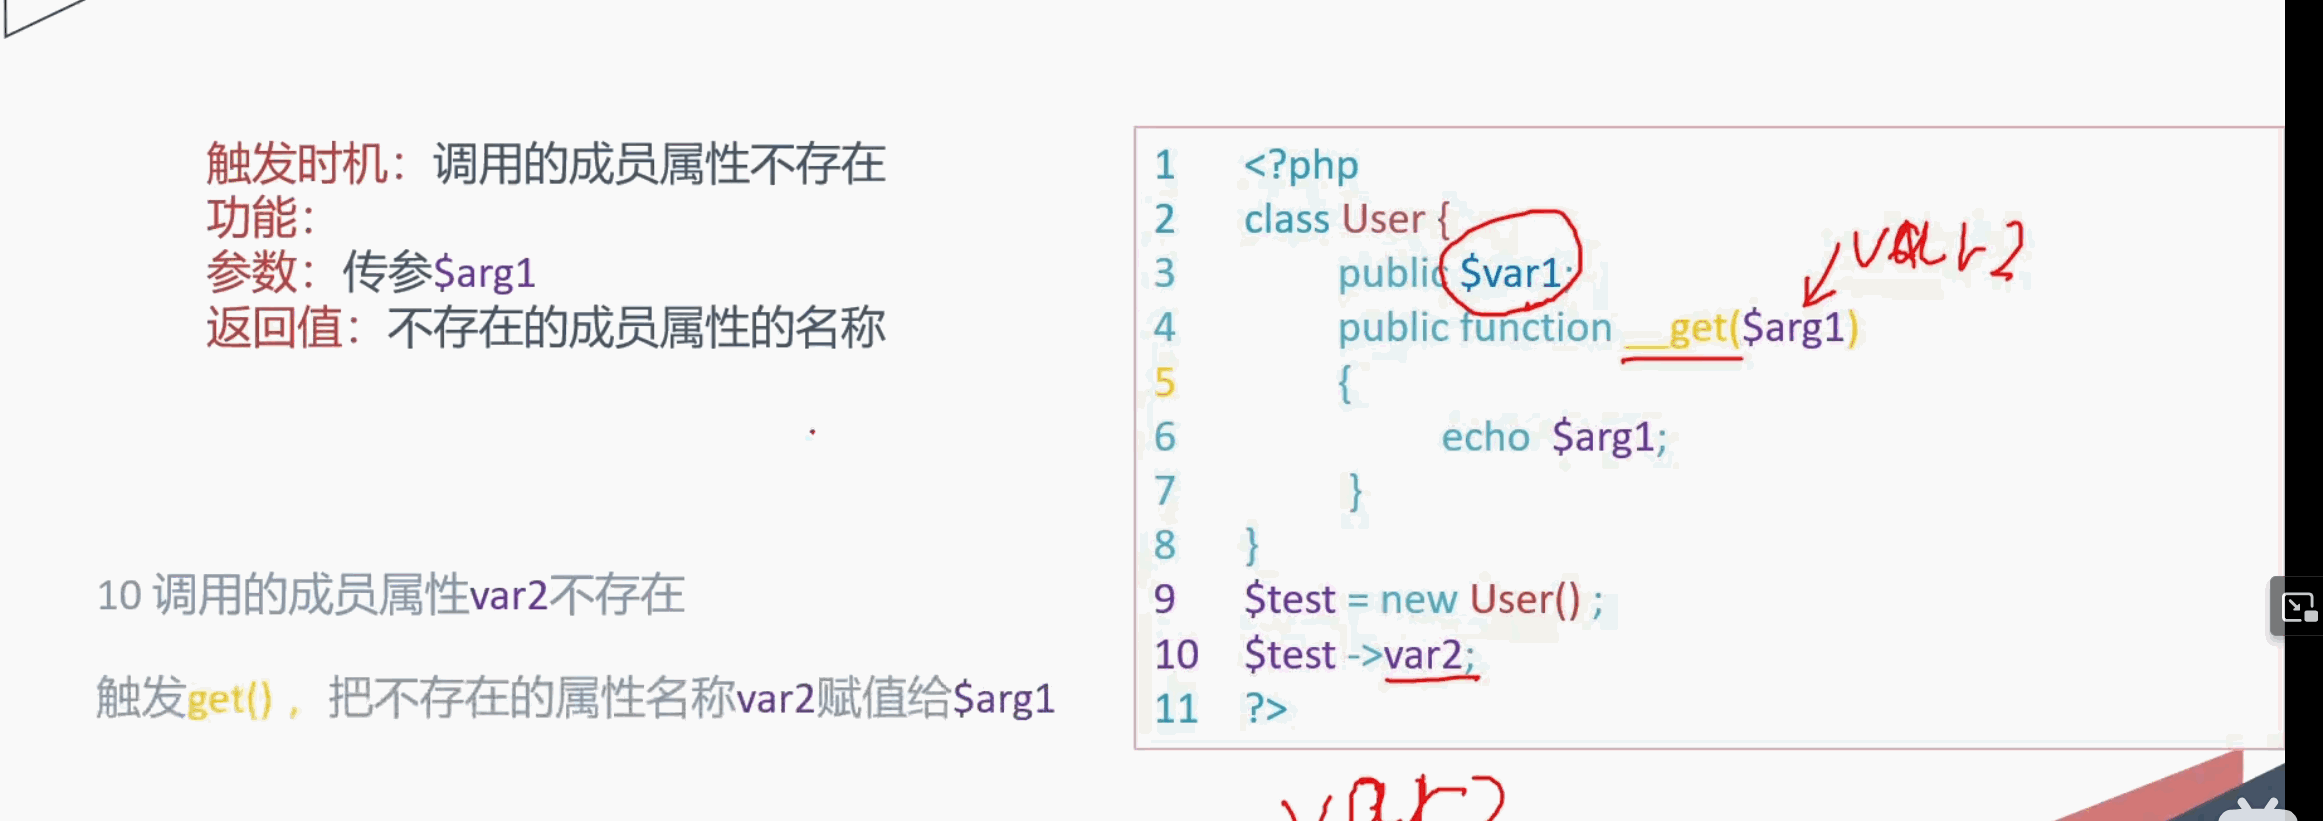 触发时机：调用的成员属性不存在
功能：
参数：传参$arg1
返回值：不存在的成员属性的名称
10 调用的成员属性var2不存在
触发get()，把不存在的属性名称var2赋值给$arg1
1 <?php
2 class User {
3 public $var1;
var2
4 public function __get($arg1)
5 {
6 echo $arg1;
7 }
8 }
9 $test = new User() ;
10 $test ->var2;
11 ?>
var2